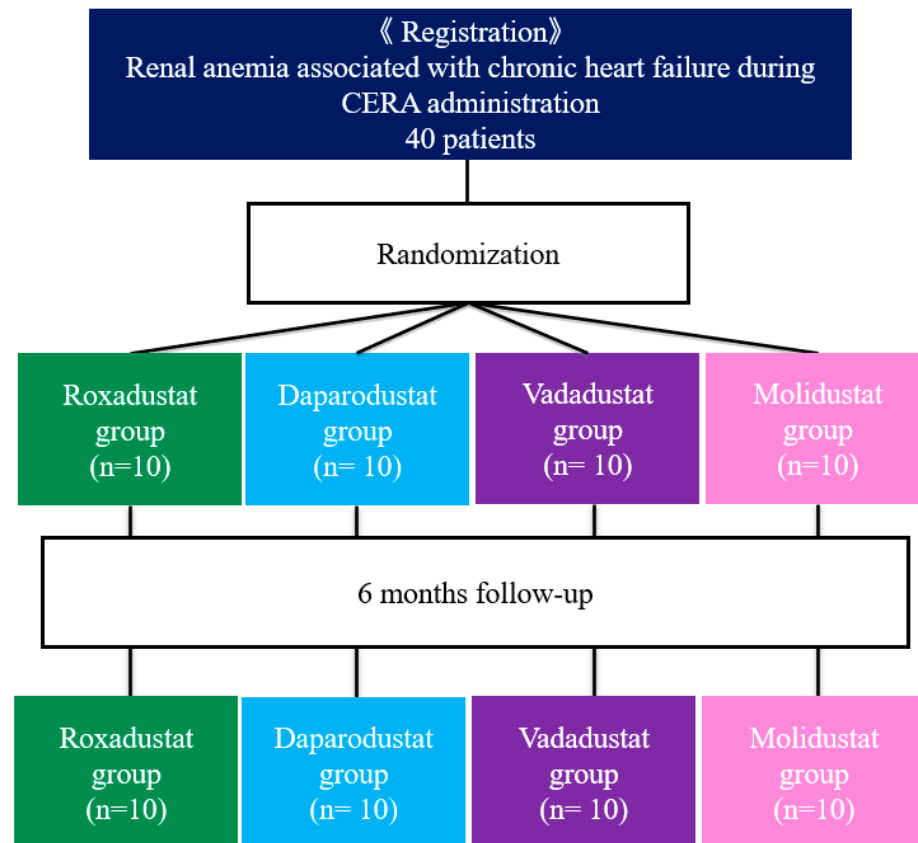 《 Registration》
Renal anemia associated with chronic heart failure during
CERA administration
40 patients
Randomization
Roxadustat
group
(n=10)
Daparodustat
group
(n= 10)
Vadadustat
group
(n= 10)
Molidustat
group
(n=10)
6 months follow-up
Roxadustat
group
(n=10)
Daparodustat
group
(n= 10)
Vadadustat
group
(n= 10)
Molidustat
group
(n=10)